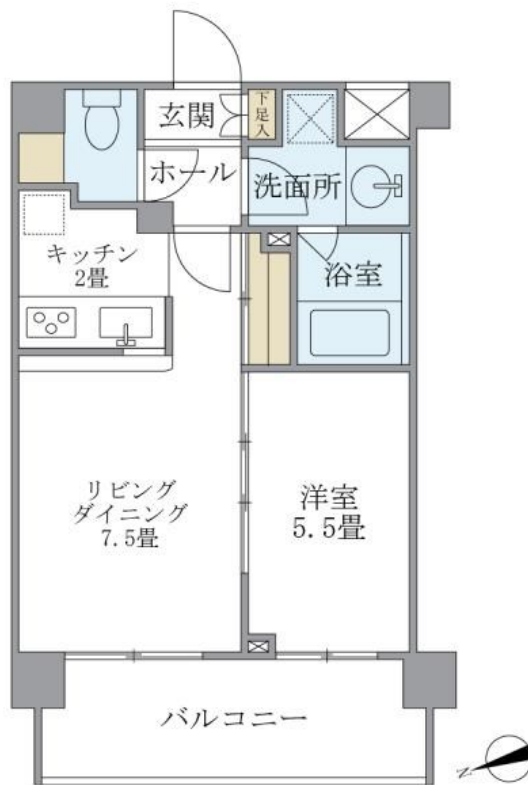 玄関
下足入
ホール
洗面所
キッチン
2畳
浴室
リビング
ダイニング
7.5畳
洋室
5.5畳
バルコニー
N